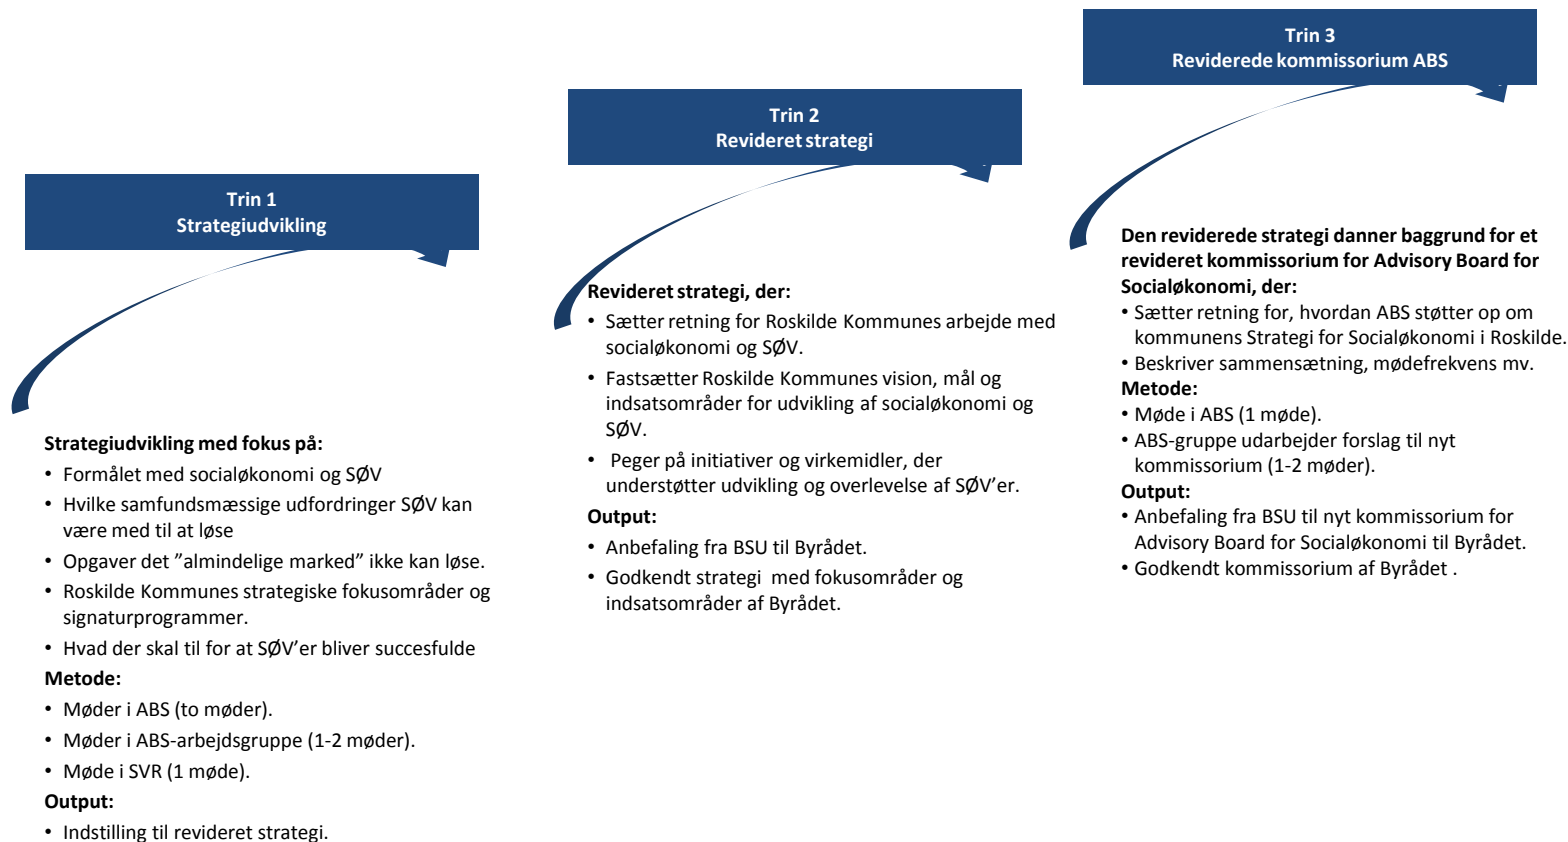 Trin 1
Strategiudvikling
Strategiudvikling med fokus på:
• Formålet med socialøkonomi og SØV
• Hvilke samfundsmæssige udfordringer SØV kan
være med til at løse
• Opgaver det ”almindelige marked” ikke kan løse.
• Roskilde Kommunes strategiske fokusområder og
signaturprogrammer.
• Hvad der skal til for at SØV’er bliver succesfulde
Metode:
• Møder i ABS (to møder).
• Møder i ABS-arbejdsgruppe (1-2 møder).
• Møde i SVR (1 møde).
Output:
• Indstilling til revideret strategi.
Trin 2
Revideret strategi
Revideret strategi, der:
• Sætter retning for Roskilde Kommunes arbejde med
socialøkonomi og SØV.
• Fastsætter Roskilde Kommunes vision, mål og
indsatsområder for udvikling af socialøkonomi og
SØV.
• Peger på initiativer og virkemidler, der
understøtter udvikling og overlevelse af SØV’er.
Output:
• Anbefaling fra BSU til Byrådet.
• Godkendt strategi med fokusområder og
indsatsområder af Byrådet.
Trin 3
Reviderede kommissorium ABS
Den reviderede strategi danner baggrund for et
revideret kommissorium for Advisory Board for
Socialøkonomi, der:
• Sætter retning for, hvordan ABS støtter op om
kommunens Strategi for Socialøkonomi i Roskilde.
• Beskriver sammensætning, mødefrekvens mv.
Metode:
• Møde i ABS (1 møde).
• ABS-gruppe udarbejder forslag til nyt
kommissorium (1-2 møder).
Output:
• Anbefaling fra BSU til nyt kommissorium for
Advisory Board for Socialøkonomi til Byrådet.
• Godkendt kommissorium af Byrådet .